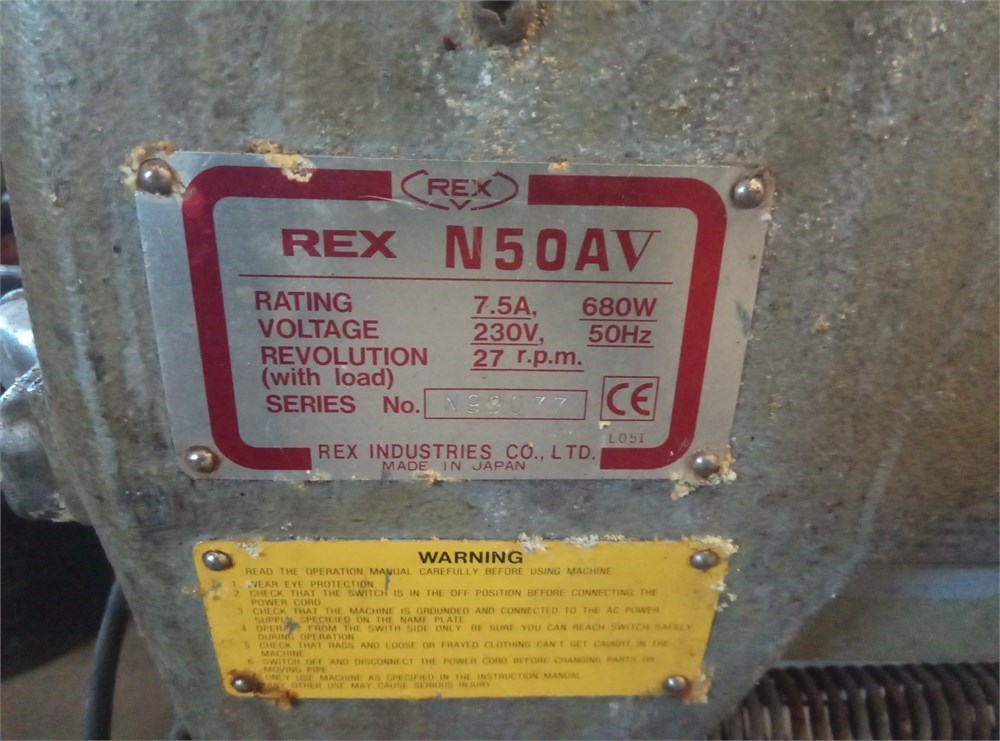 REX
REX N50AV
RATING 7.5A, 680W
VOLTAGE 230V, 50Hz
REVOLUTION 27 r.p.m.
(with load)
SERIES No. N93077 CE
L051
REX INDUSTRIES CO., LTD.
MADE IN JAPAN
WARNING
READ THE OPERATION MANUAL CAREFULLY BEFORE USING MACHINE
1. WEAR EYE PROTECTION.
2. CHECK THAT THE SWITCH IS IN THE OFF POSITION BEFORE CONNECTING THE
POWER CORD.
3. CHECK THAT THE MACHINE IS GROUNDED AND CONNECTED TO THE AC POWER
SUPPLY SPECIFIED ON THE NAME PLATE
4. OPERATE FROM THE SWITH SIDE ONLY. BE SURE YOU CAN REACH SWITCH SAFELY
DURING OPERATION
5. CHECK THAT RAGS AND LOOSE OR FRAYED CLOTHING CAN'T GET CAUGHT IN THE
MACHINE
6. SWITCH OFF AND DISCONNECT THE POWER CORD BEFORE CHANGING PARTS OR
MOVING PIPE
ONLY USE MACHINE AS SPECIFIED IN THE INSTRUCTION MANUAL
ANY OTHER USE MAY CAUSE SERIOUS INJURY